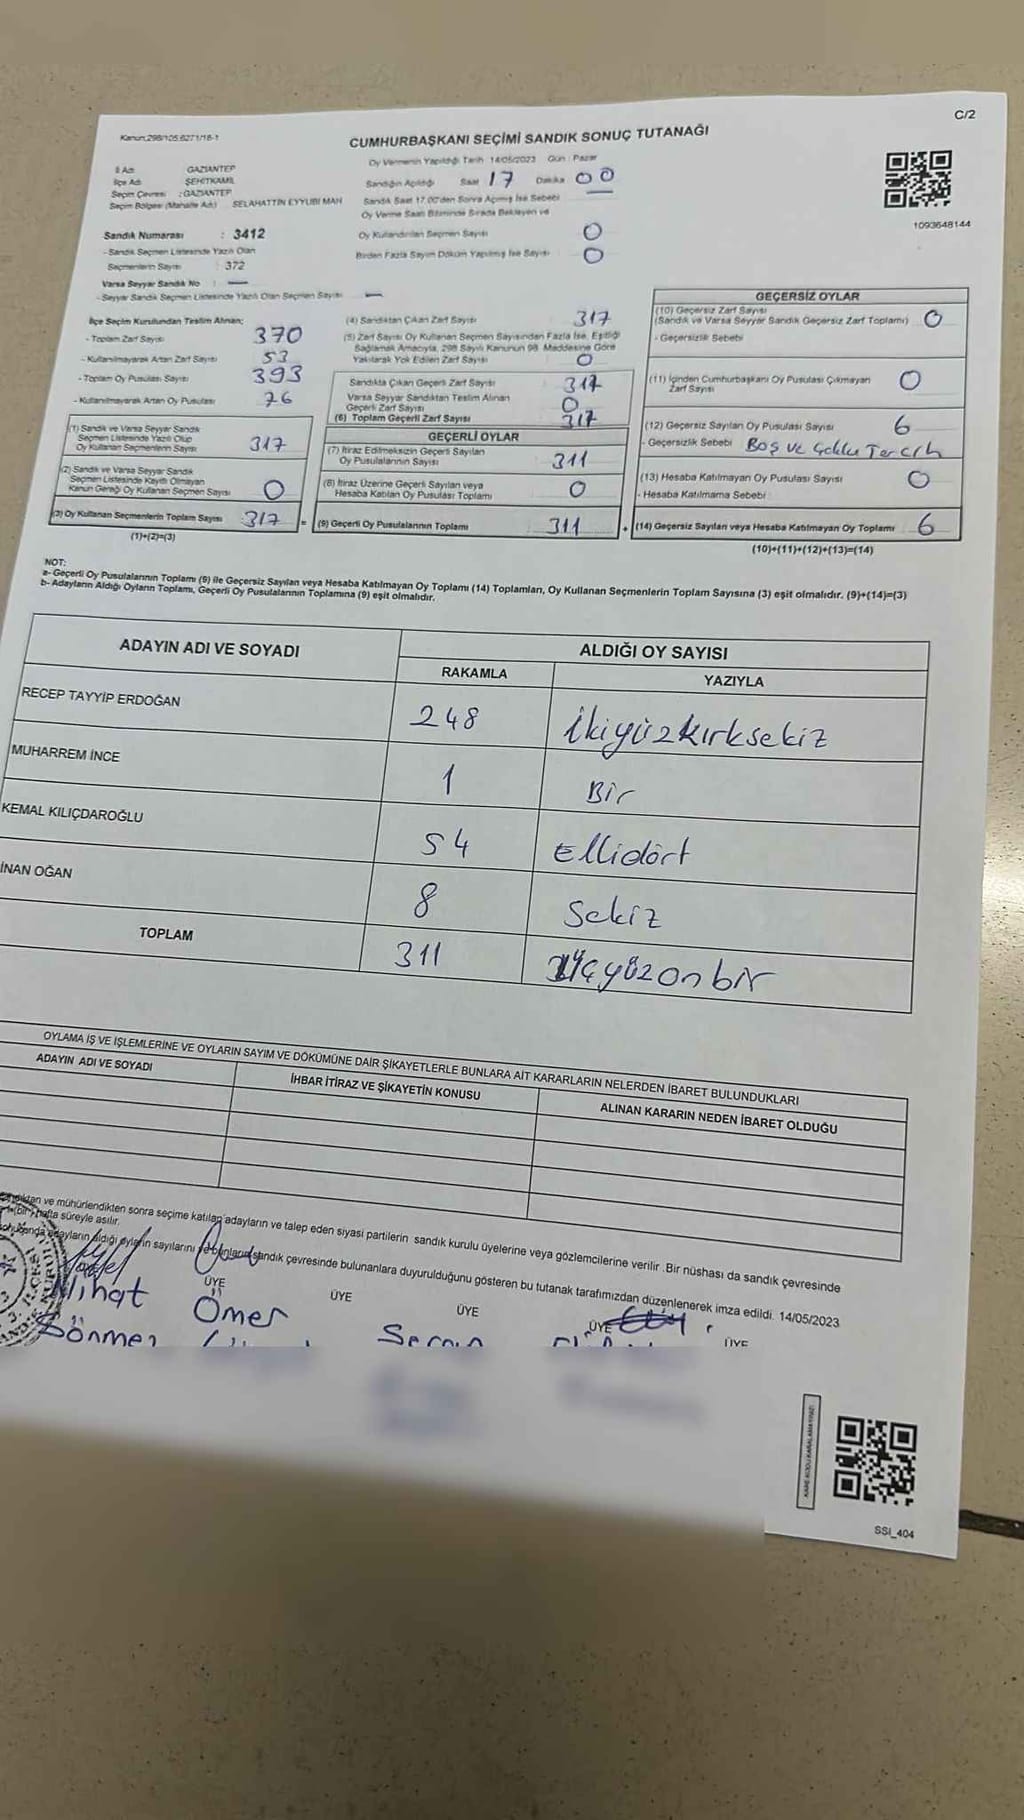 C/2
Kanun:298/105,6271/18-1
CUMHURBAŞKANI SEÇİMİ SANDIK SONUÇ TUTANAĞI
Oy Vermenin Yapıldığı Tarih 14/05/2023 Gün : Pazar
İl Adı GAZİANTEP
İlçe Adı ŞEHİTKAMİL
Seçim Çevresi : GAZİANTEP
Seçim Bölgesi (Mahalle Adı) SELAHATTİN EYYUBİ MAH
Sandığın Açıldığı Saat 17 Dakika 00
Sandık Saat 17.00'den Sonra Açılmış İse Sebebi
Oy Verme Saati Bitiminde Sırada Bekleyen ve
Oy Kullandırılan Seçmen Sayısı 0
Birden Fazla Sayım Döküm Yapılmış İse Sayısı 0
1093648144
Sandık Numarası : 3412
- Sandık Seçmen Listesinde Yazılı Olan
Seçmenlerin Sayısı : 372
Varsa Seyyar Sandık No : —
- Seyyar Sandık Seçmen Listesinde Yazılı Olan Seçmen Sayısı —
İlçe Seçim Kurulundan Teslim Alınan;
- Toplam Zarf Sayısı 370
- Kullanılmayarak Artan Zarf Sayısı 53
- Toplam Oy Pusulası Sayısı 393
- Kullanılmayarak Artan Oy Pusulası 76
(1) Sandık ve Varsa Seyyar Sandık
Seçmen Listesinde Yazılı Olup
Oy Kullanan Seçmenlerin Sayısı 317
(2) Sandık ve Varsa Seyyar Sandık
Seçmen Listesinde Kayıtlı Olmayan
Kanun Gereği Oy Kullanan Seçmen Sayısı 0
(3) Oy Kullanan Seçmenlerin Toplam Sayısı 317 =
(1)+(2)=(3)
(4) Sandıktan Çıkan Zarf Sayısı 317
(5) Zarf Sayısı Oy Kullanan Seçmen Sayısından Fazla İse, Eşitliği
Sağlamak Amacıyla, 298 Sayılı Kanunun 98. Maddesine Göre
Yakılarak Yok Edilen Zarf Sayısı 0
Sandıkta Çıkan Geçerli Zarf Sayısı 317
Varsa Seyyar Sandıktan Teslim Alınan
Geçerli Zarf Sayısı 0
(6) Toplam Geçerli Zarf Sayısı 317
GEÇERLİ OYLAR
(7) İtiraz Edilmeksizin Geçerli Sayılan
Oy Pusulalarının Sayısı 311
(8) İtiraz Üzerine Geçerli Sayılan veya
Hesaba Katılan Oy Pusulası Toplamı 0
(9) Geçerli Oy Pusulalarının Toplamı 311 +
GEÇERSİZ OYLAR
(10) Geçersiz Zarf Sayısı
(Sandık ve Varsa Seyyar Sandık Geçersiz Zarf Toplamı) 0
- Geçersizlik Sebebi
(11) İçinden Cumhurbaşkanı Oy Pusulası Çıkmayan
Zarf Sayısı 0
(12) Geçersiz Sayılan Oy Pusulası Sayısı 6
- Geçersizlik Sebebi Boş ve Çoklu Tercih
(13) Hesaba Katılmayan Oy Pusulası Sayısı 0
- Hesaba Katılmama Sebebi
(14) Geçersiz Sayılan veya Hesaba Katılmayan Oy Toplamı 6
(10)+(11)+(12)+(13)=(14)
NOT:
a- Geçerli Oy Pusulalarının Toplamı (9) ile Geçersiz Sayılan veya Hesaba Katılmayan Oy Toplamı (14) Toplamları, Oy Kullanan Seçmenlerin Toplam Sayısına (3) eşit olmalıdır. (9)+(14)=(3)
b- Adayların Aldığı Oyların Toplamı, Geçerli Oy Pusulalarının Toplamına (9) eşit olmalıdır.
ADAYIN ADI VE SOYADI
ALDIĞI OY SAYISI
RAKAMLA YAZIYLA
RECEP TAYYİP ERDOĞAN 248 İkiyüzkırksekiz
MUHARREM İNCE 1 Bir
KEMAL KILIÇDAROĞLU 54 Ellidört
İNAN OĞAN 8 Sekiz
TOPLAM 311 Üçyüzonbir
OYLAMA İŞ VE İŞLEMLERİNE VE OYLARIN SAYIM VE DÖKÜMÜNE DAİR ŞİKAYETLERLE BUNLARA AİT KARARLARIN NELERDEN İBARET BULUNDUKLARI
ADAYIN ADI VE SOYADI
İHBAR İTİRAZ VE ŞİKAYETİN KONUSU
ALINAN KARARIN NEDEN İBARET OLDUĞU
ve mühürlendikten sonra seçime katılan adayların ve talep eden siyasi partilerin sandık kurulu üyelerine veya gözlemcilerine verilir .Bir nüshası da sandık çevresinde
hafta süreyle asılır.
adayların aldığı oyların sayılarını ve bunların sandık çevresinde bulunanlara duyurulduğunu gösteren bu tutanak tarafımızdan düzenlenerek imza edildi. 14/05/2023
ÜYE ÜYE ÜYE ÜYE ÜYE
Nihat Ömer
Sönmez
KARE KODU KARALAMAYINIZ!
SSİ_404